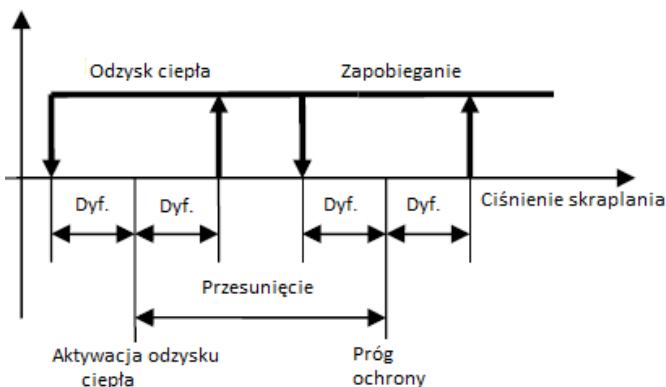 Odzysk ciepła
Zapobieganie
Dyf.
Dyf.
Dyf.
Dyf.
Ciśnienie skraplania
Przesunięcie
Aktywacja odzysku
ciepła
Próg
ochrony